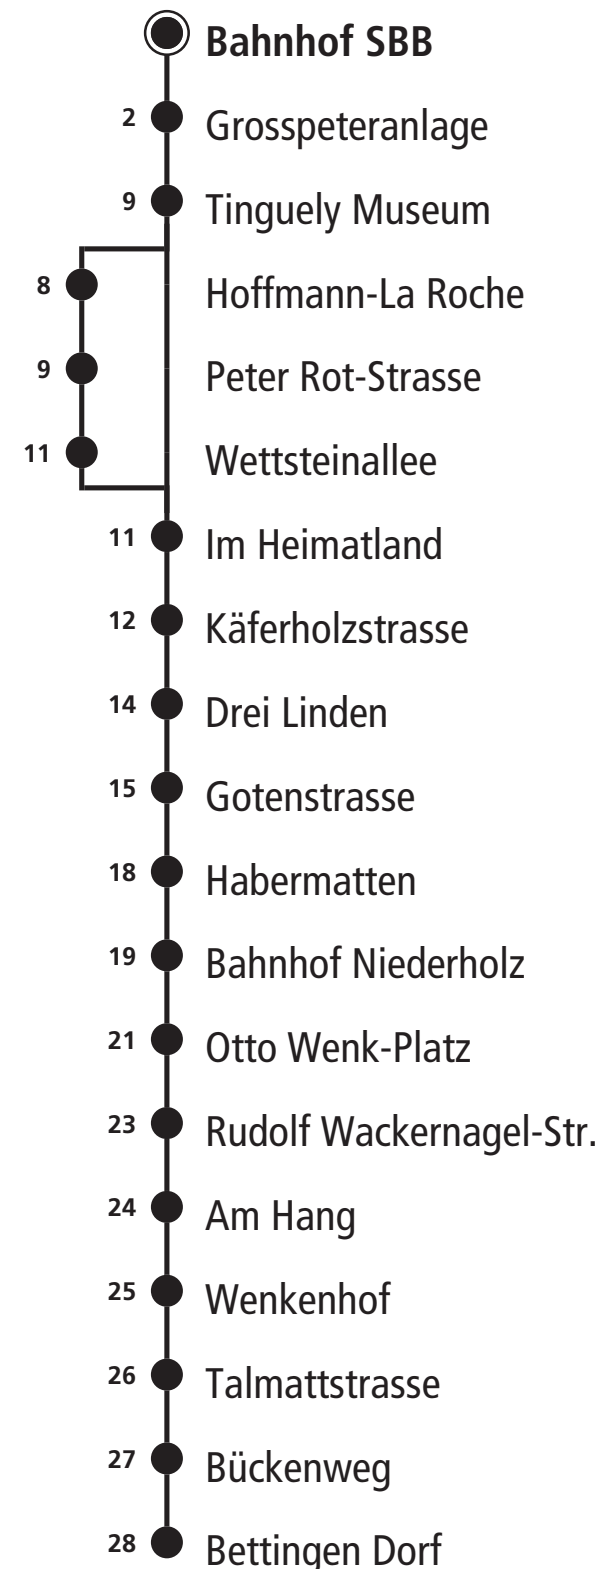 Bahnhof SBB
2 Grosspeteranlage
9 Tinguely Museum
8 Hoffmann-La Roche
9 Peter Rot-Strasse
11 Wettsteinallee
11 Im Heimatland
12 Käferholzstrasse
14 Drei Linden
15 Gotenstrasse
18 Habermatten
19 Bahnhof Niederholz
21 Otto Wenk-Platz
23 Rudolf Wackernagel-Str.
24 Am Hang
25 Wenkenhof
26 Talmattstrasse
27 Bückenweg
28 Bettingen Dorf